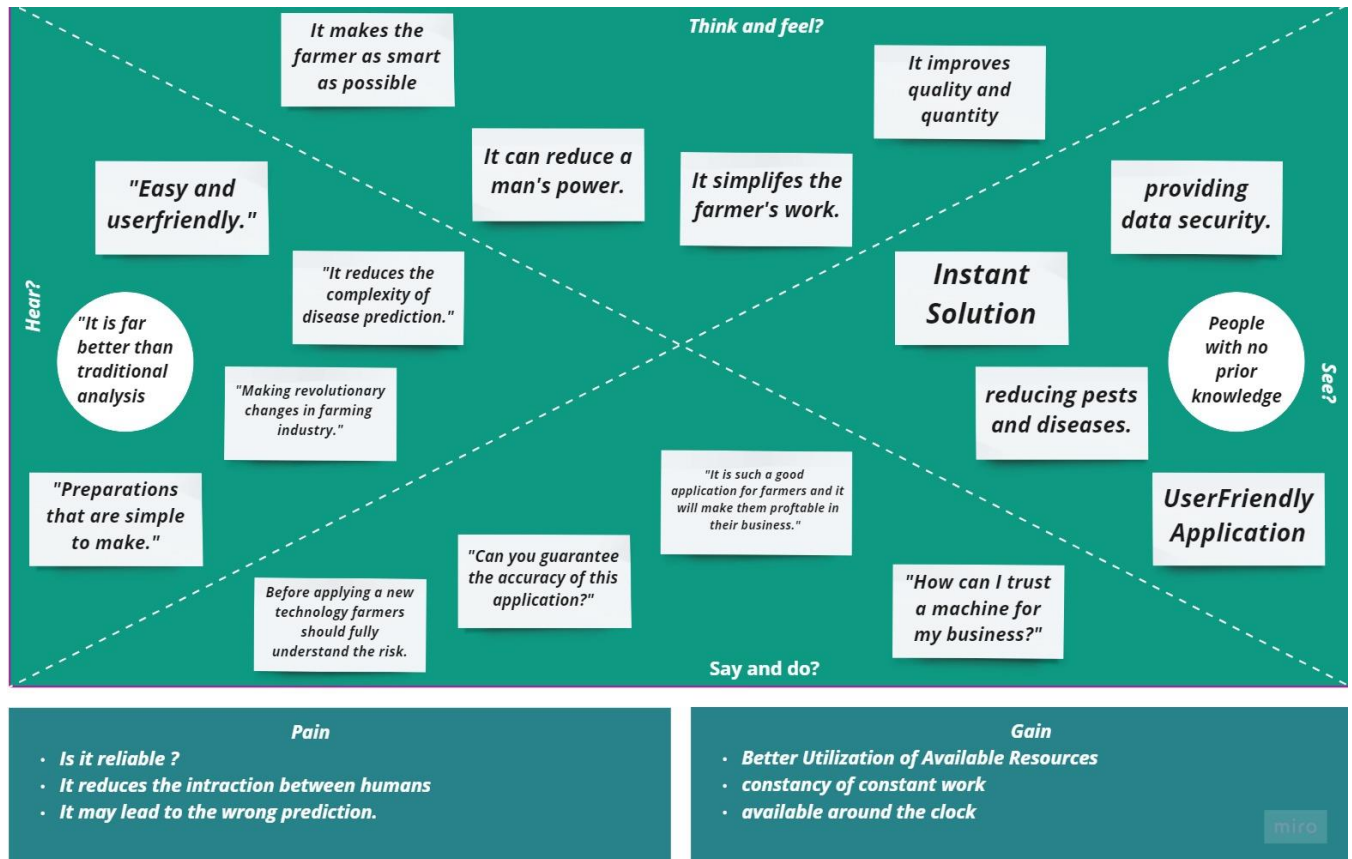 Think and feel?
It makes the
farmer as smart
as possible
It improves
quality and
quantity
It can reduce a
man's power.
It simplifes the
farmer's work.
Hear?
"Easy and
userfriendly."
"It reduces the
complexity of
disease prediction."
"It is far
better than
traditional
analysis
"Making revolutionary
changes in farming
industry."
"Preparations
that are simple
to make."
See?
providing
data security.
Instant
Solution
People
with no
prior
knowledge
reducing pests
and diseases.
UserFriendly
Application
"It is such a good
application for farmers and it
will make them proftable in
their business."
"Can you guarantee
the accuracy of this
application?"
Before applying a new
technology farmers
should fully
understand the risk.
"How can I trust
a machine for
my business?"
Say and do?
Pain
• Is it reliable ?
• It reduces the intraction between humans
• It may lead to the wrong prediction.
Gain
• Better Utilization of Available Resources
• constancy of constant work
• available around the clock
miro